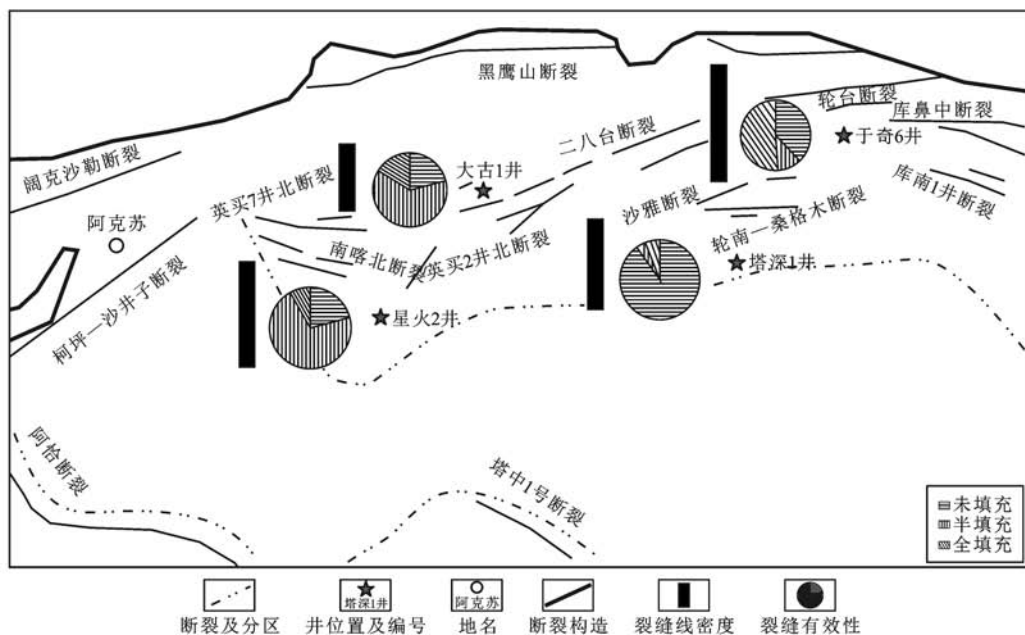 黑鹰山断裂
轮台断裂
库鼻中断裂
二八台断裂
于奇6井
阔克沙勒断裂
大古1井
英买7井北断裂
库南1井断裂
沙雅断裂
阿克苏
轮南—桑格木断裂
南喀北断裂
英买2井北断裂
塔深1井
柯坪—沙井子断裂
星火2井
阿恰断裂
塔中1号断裂
未填充
半填充
全填充
塔深1井
阿克苏
断裂及分区 井位置及编号 地名 断裂构造 裂缝线密度 裂缝有效性